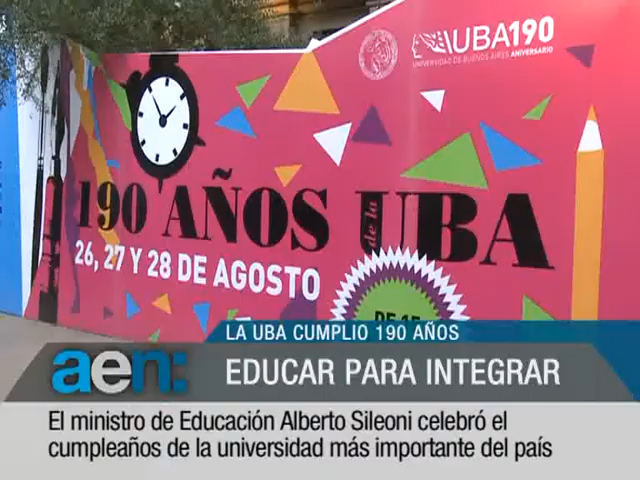 UBA190
UNIVERSIDAD DE BUENOS AIRES ANIVERSARIO
190 AÑOS de la UBA
26, 27 Y 28 DE AGOSTO
DE 15
LA UBA CUMPLIO 190 AÑOS
aen:
EDUCAR PARA INTEGRAR
El ministro de Educación Alberto Sileoni celebró el
cumpleaños de la universidad más importante del país